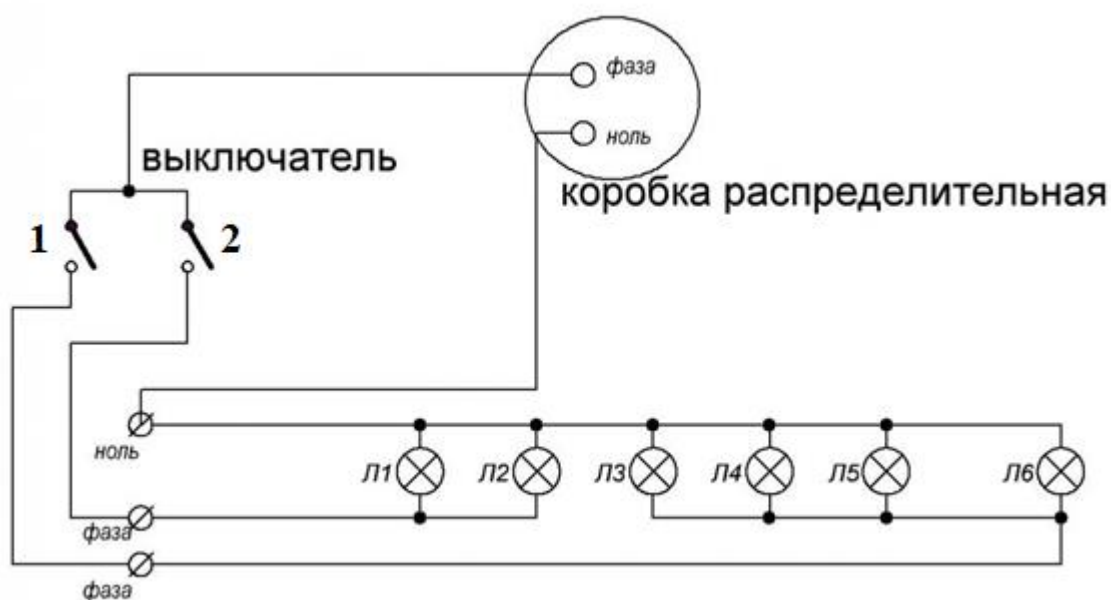 фаза
ноль
выключатель
коробка распределительная
1
2
ноль
Л1
Л2
Л3
Л4
Л5
Л6
фаза
фаза